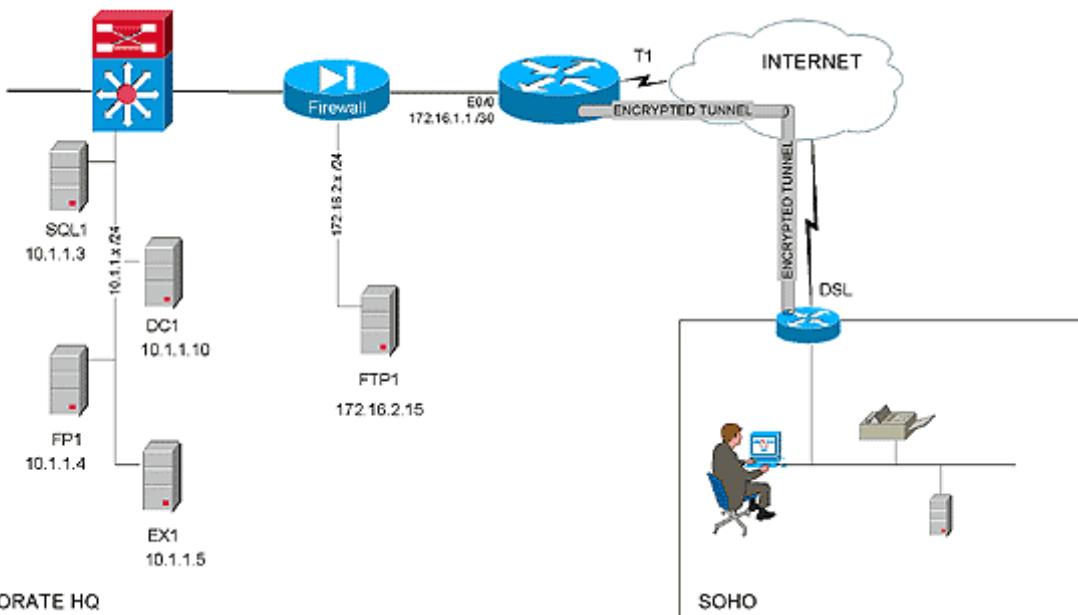 T1
INTERNET
Firewall
E0/0
172.16.1.1 /30
ENCRYPTED TUNNEL
ENCRYPTED TUNNEL
SQL1
10.1.1.3
10.1.1.x /24
172.16.2.x /24
DC1
10.1.1.10
DSL
FTP1
172.16.2.15
FP1
10.1.1.4
EX1
10.1.1.5
ORATE HQ
SOHO